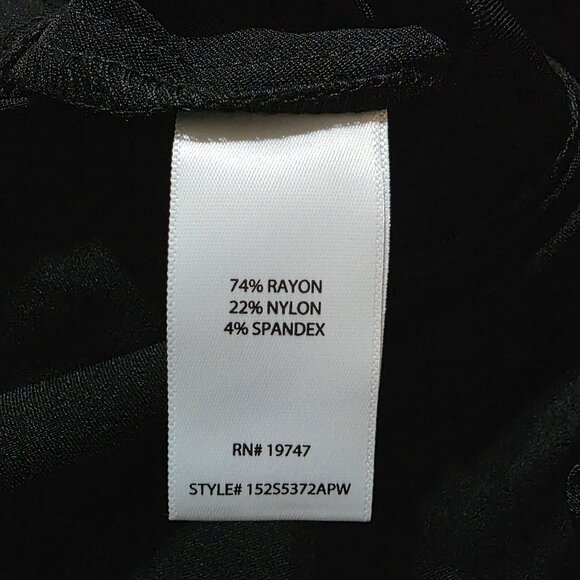 74% RAYON
22% NYLON
4% SPANDEX
RN# 19747
STYLE# 152S5372APW